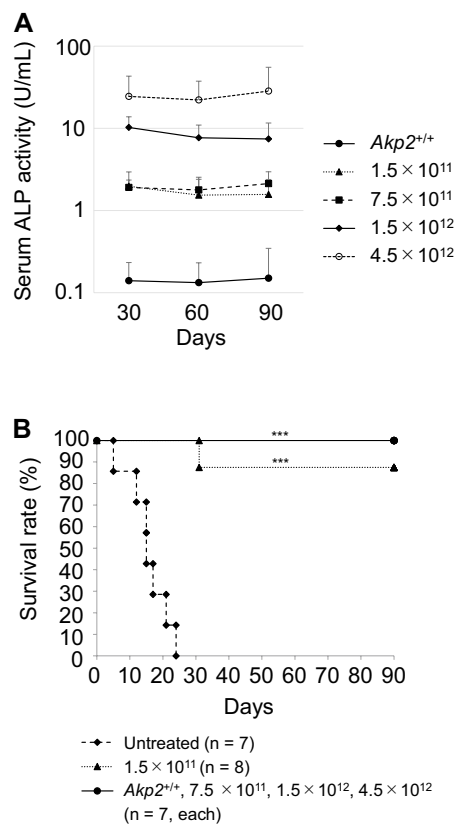 A
Serum ALP activity (U/mL)
100
10
1
0.1
30 60 90
Days
Akp2+/+
1.5 × 10¹¹
7.5 × 10¹¹
1.5 × 10¹²
4.5 × 10¹²
B
Survival rate (%)
100
90
80
70
60
50
40
30
20
10
0
***
***
0 10 20 30 40 50 60 70 80 90
Days
Untreated (n = 7)
1.5 × 10¹¹ (n = 8)
Akp2+/+, 7.5 × 10¹¹, 1.5 × 10¹², 4.5 × 10¹²
(n = 7, each)